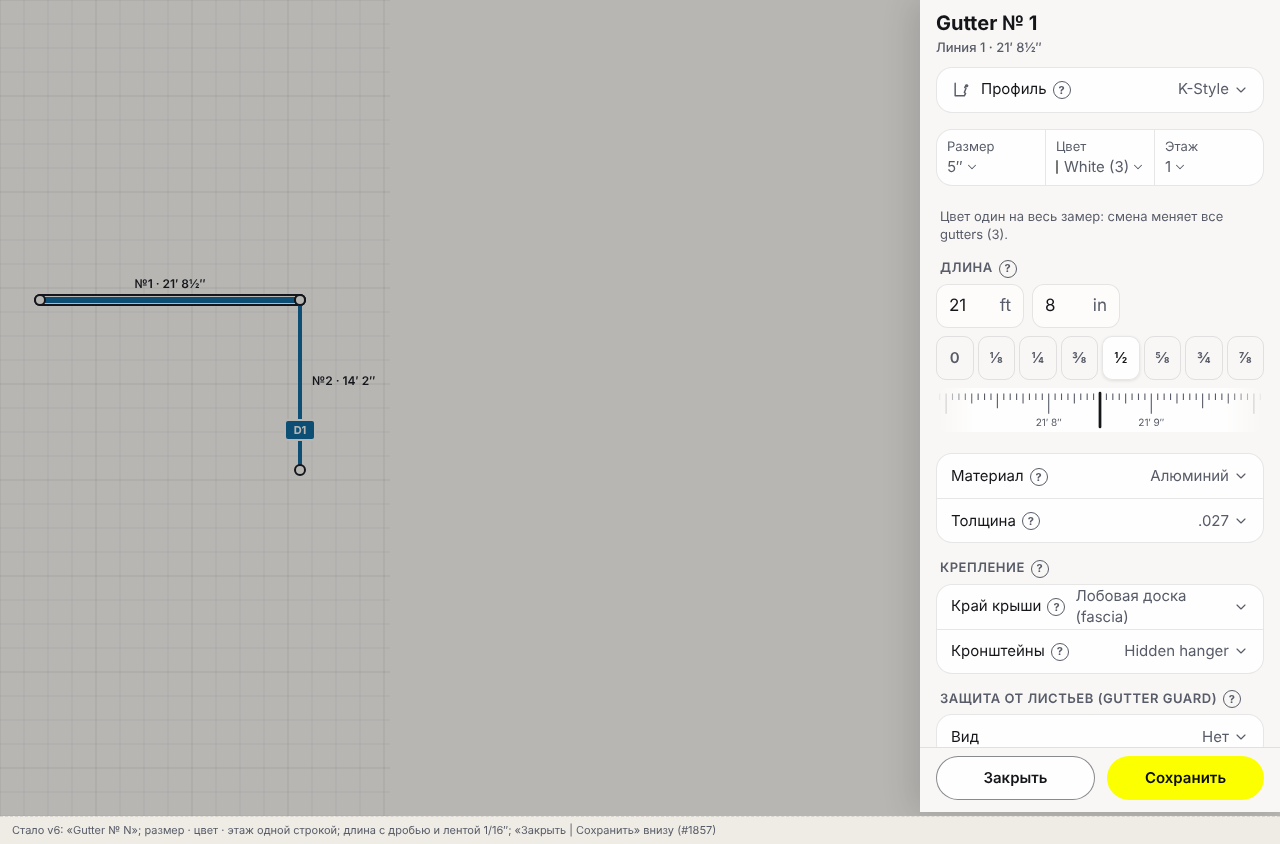 Gutter № 1
Линия 1 · 21′ 8½″
Профиль ? K-Style
Размер Цвет Этаж
5″ White (3) 1
Цвет один на весь замер: смена меняет все
gutters (3).
ДЛИНА ?
21 ft 8 in
0 ⅛ ¼ ⅜ ½ ⅝ ¾ ⅞
21′ 8″ 21′ 9″
Материал ? Алюминий
Толщина ? .027
КРЕПЛЕНИЕ ?
Край крыши ? Лобовая доска
(fascia)
Кронштейны ? Hidden hanger
ЗАЩИТА ОТ ЛИСТЬЕВ (GUTTER GUARD) ?
Вид Нет
Закрыть Сохранить
№1 · 21′ 8½″
№2 · 14′ 2″
D1
Стало v6: «Gutter № N»; размер · цвет · этаж одной строкой; длина с дробью и лентой 1/16″; «Закрыть | Сохранить» внизу (#1857)